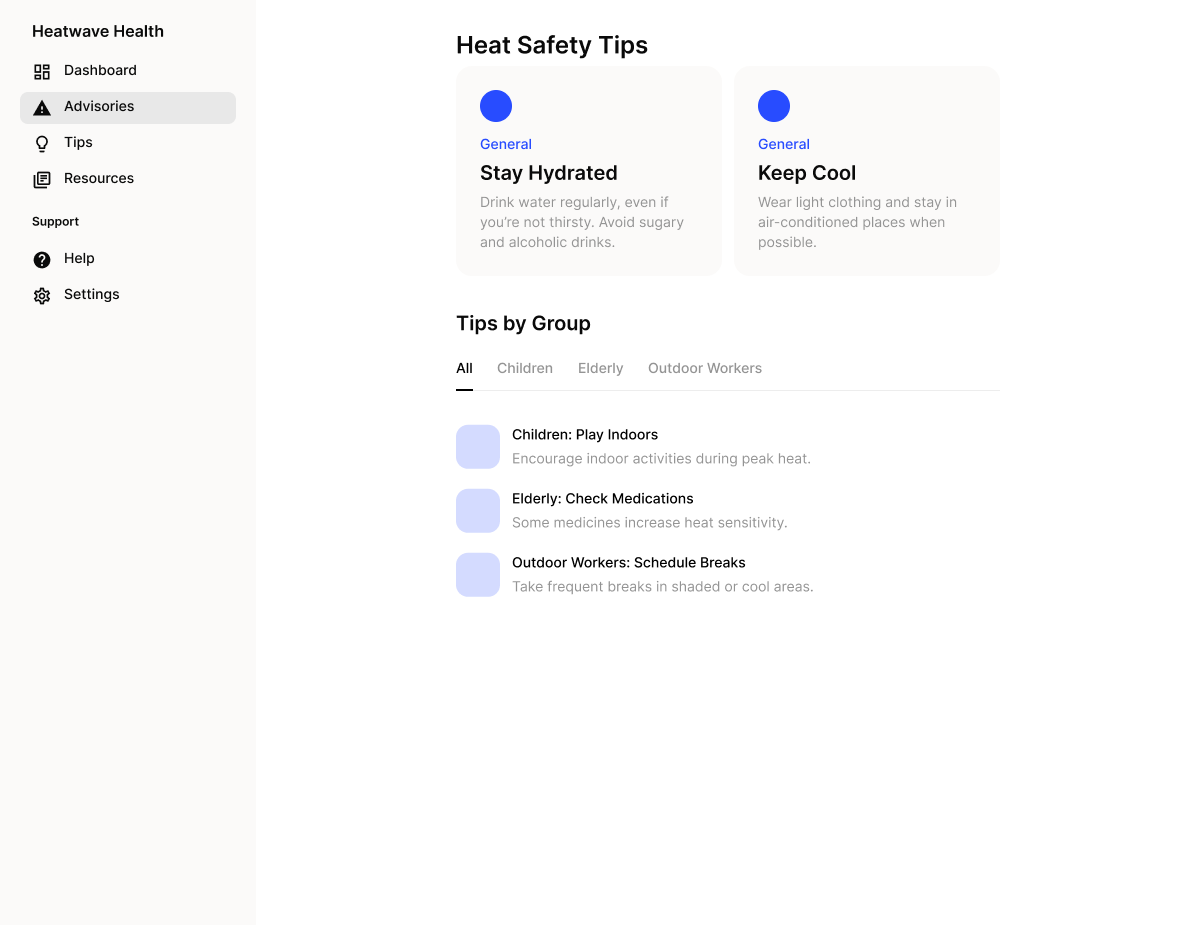 Heatwave Health
Dashboard
Advisories
Tips
Resources
Support
Help
Settings
Heat Safety Tips
General
Stay Hydrated
Drink water regularly, even if
you’re not thirsty. Avoid sugary
and alcoholic drinks.
General
Keep Cool
Wear light clothing and stay in
air-conditioned places when
possible.
Tips by Group
All
Children
Elderly
Outdoor Workers
Children: Play Indoors
Encourage indoor activities during peak heat.
Elderly: Check Medications
Some medicines increase heat sensitivity.
Outdoor Workers: Schedule Breaks
Take frequent breaks in shaded or cool areas.